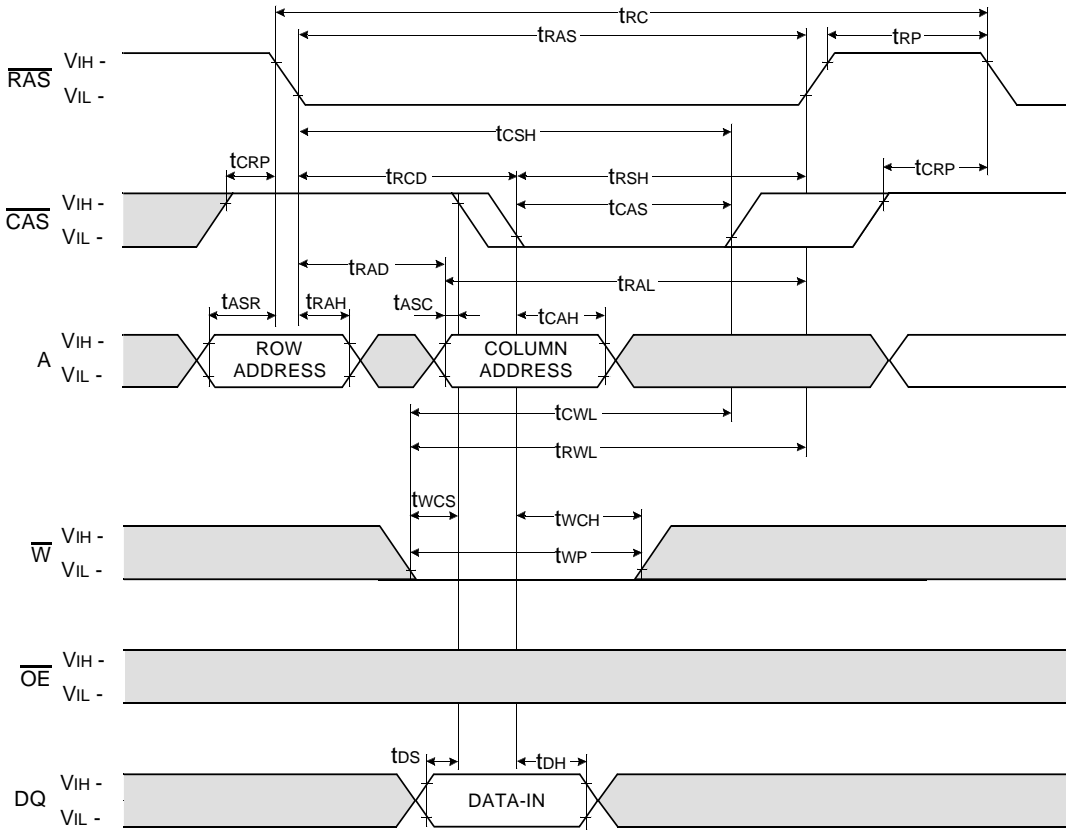 tRC
tRAS
tRP
RAS
VIH -
VIL -
tCSH
tCRP
tRCD
tRSH
tCRP
CAS
VIH -
VIL -
tCAS
tRAD
tRAL
tASR
tRAH
tASC
tCAH
A
VIH -
VIL -
ROW
ADDRESS
COLUMN
ADDRESS
tCWL
tRWL
tWCS
tWCH
W
VIH -
VIL -
tWP
OE
VIH -
VIL -
tDS
tDH
DQ
VIH -
VIL -
DATA-IN